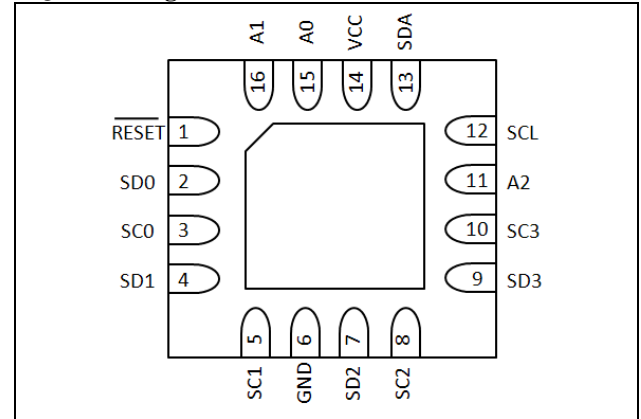 A1 A0 VCC SDA
16 15 14 13
RESET 1 12 SCL
SD0 2 11 A2
SC0 3 10 SC3
SD1 4 9 SD3
5 6 7 8
SC1 GND SD2 SC2